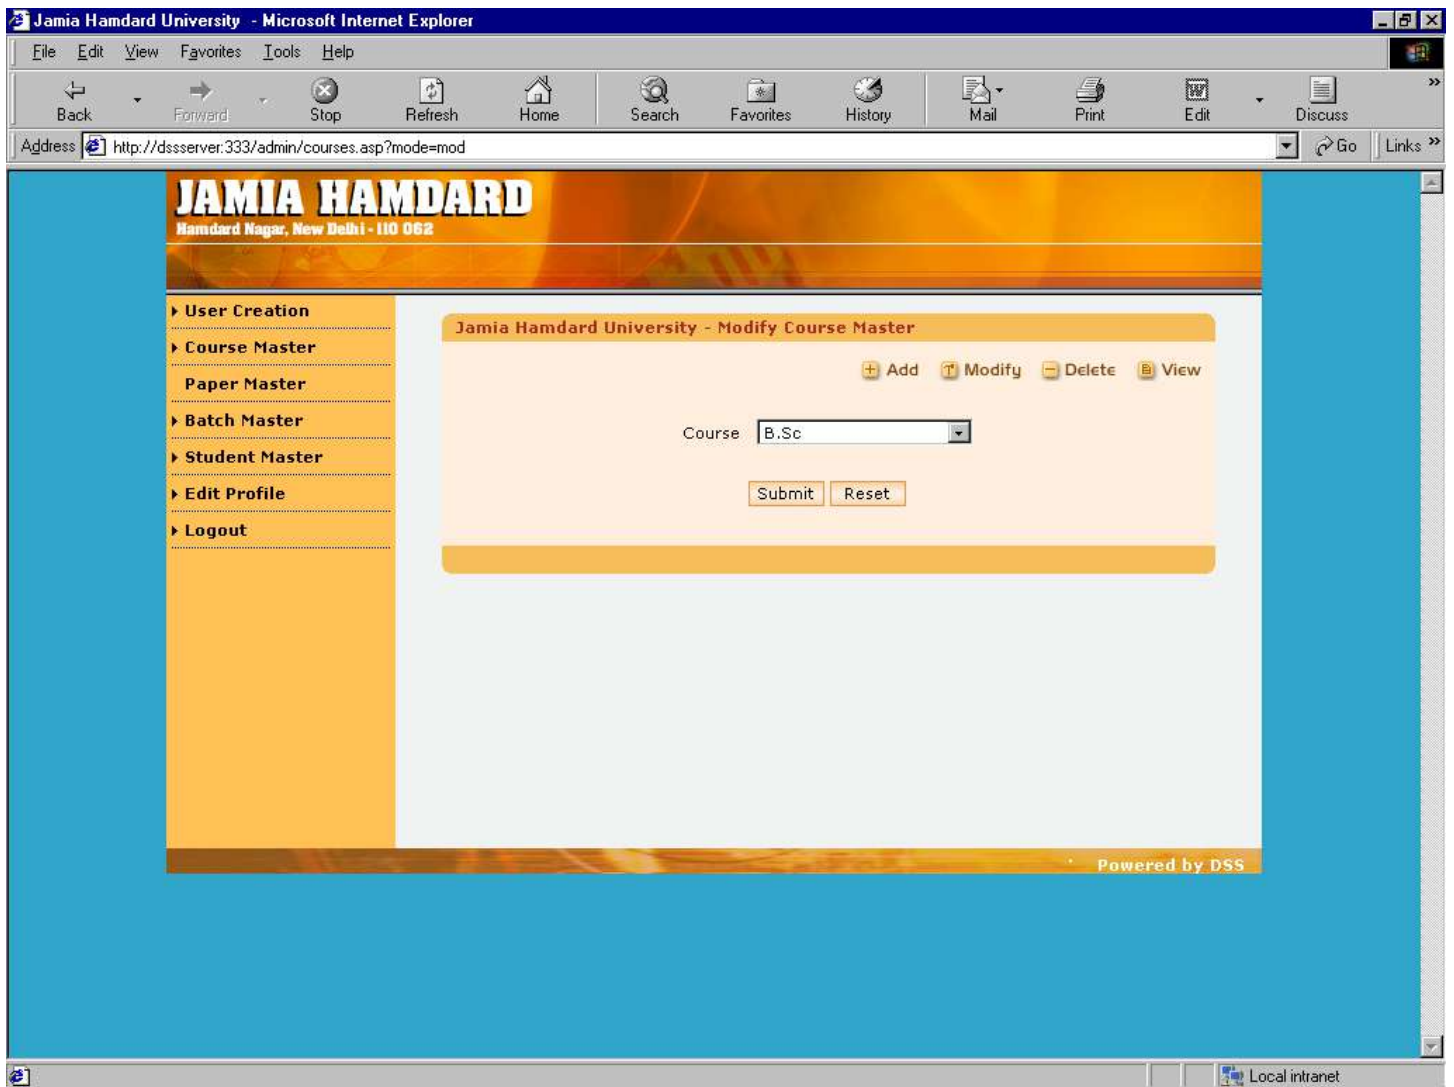 Jamia Hamdard University - Microsoft Internet Explorer
File Edit View Favorites Tools Help
Back Forward Stop Refresh Home Search Favorites History Mail Print Edit Discuss »
Address http://dssserver:333/admin/courses.asp?mode=mod Go Links »
JAMIA HAMDARD
Hamdard Nagar, New Delhi - 110 062
User Creation
Course Master
Paper Master
Batch Master
Student Master
Edit Profile
Logout
Jamia Hamdard University - Modify Course Master
Add Modify Delete View
Course B.Sc
Submit Reset
Powered by DSS
Local intranet